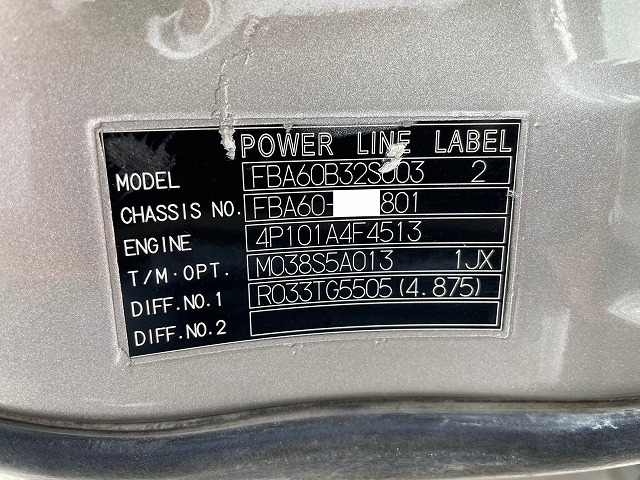 POWER LINE LABEL
MODEL FBA60B32S003 2
CHASSIS NO. FBA60- 801
ENGINE 4P101A4F4513
T/M·OPT. M038S5A013 1JX
DIFF.NO.1 R033TG5505(4.875)
DIFF.NO.2